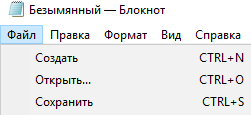 Безымянный — Блокнот
Файл Правка Формат Вид Справка
Создать CTRL+N
Открыть... CTRL+O
Сохранить CTRL+S